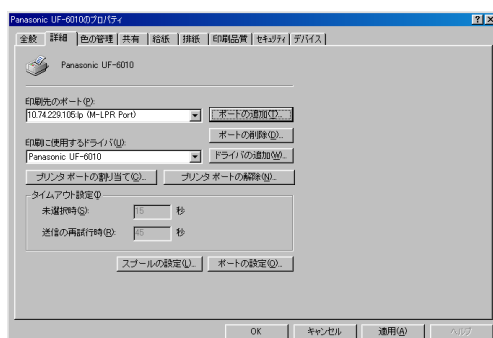 Panasonic UF-6010のプロパティ
全般 詳細 色の管理 共有 給紙 排紙 印刷品質 セキュリティ デバイス
Panasonic UF-6010
印刷先のポート(P):
10.74.229.105:lp (M-LPR Port) ポートの追加(T)...
ポートの削除(D)...
印刷に使用するドライバ(U):
Panasonic UF-6010 ドライバの追加(W)...
プリンタ ポートの割り当て(C)... プリンタ ポートの解除(N)...
タイムアウト設定
未選択時(S): 15 秒
送信の再試行時(R): 45 秒
スプールの設定(L)... ポートの設定(O)...
OK キャンセル 適用(A) ヘルプ